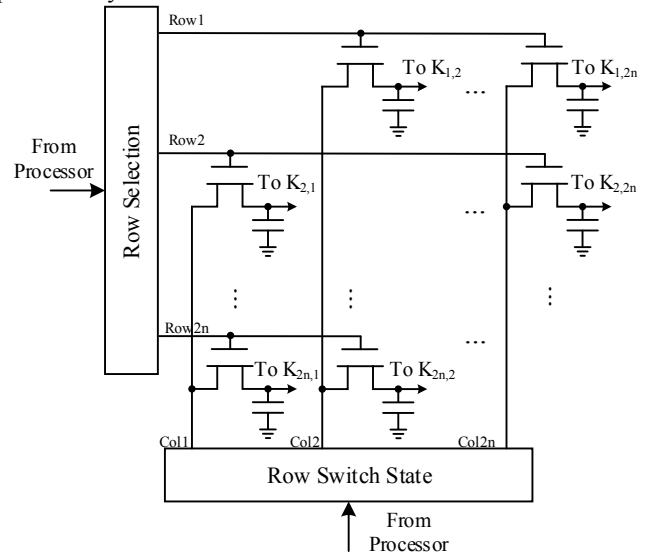 Row1
To K1,2
...
To K1,2n
From
Processor
Row Selection
Row2
To K2,1
...
To K2,2n
Row2n
...
To K2n,1
To K2n,2
Col1
Col2
Col2n
Row Switch State
From
Processor